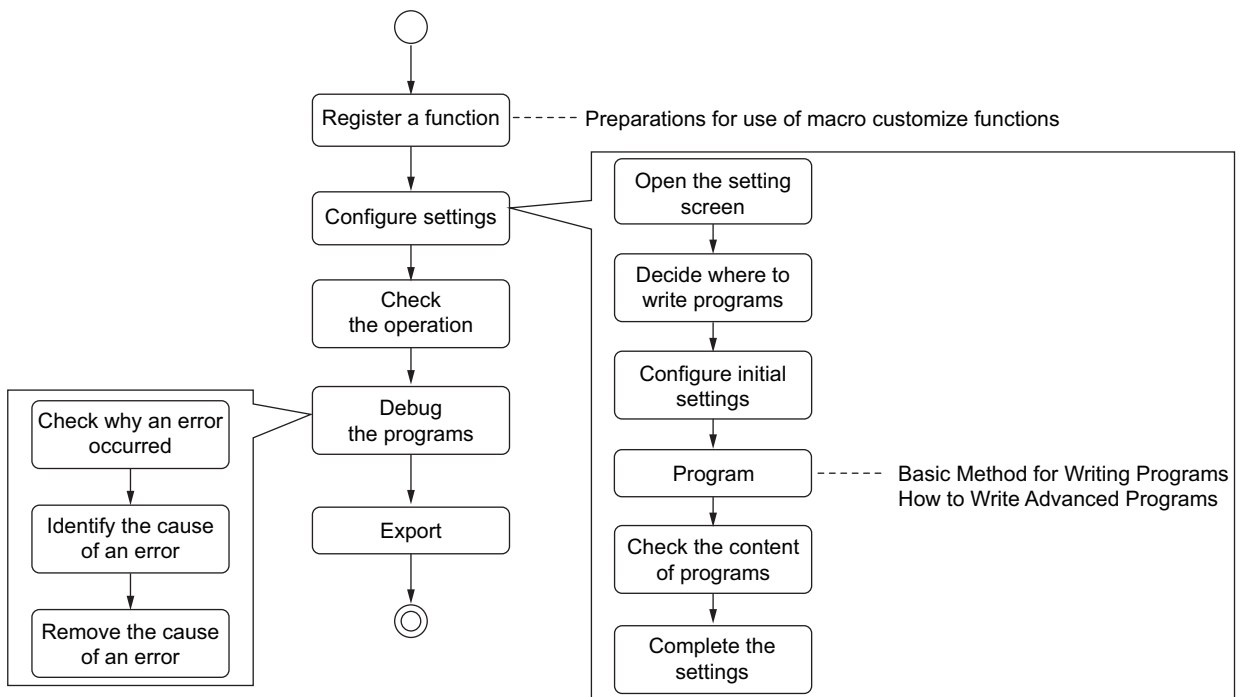 Register a function
Preparations for use of macro customize functions
Configure settings
Check
the operation
Debug
the programs
Export
Open the setting
screen
Decide where to
write programs
Configure initial
settings
Program
Basic Method for Writing Programs
How to Write Advanced Programs
Check the content
of programs
Complete the
settings
Check why an error
occurred
Identify the cause
of an error
Remove the cause
of an error